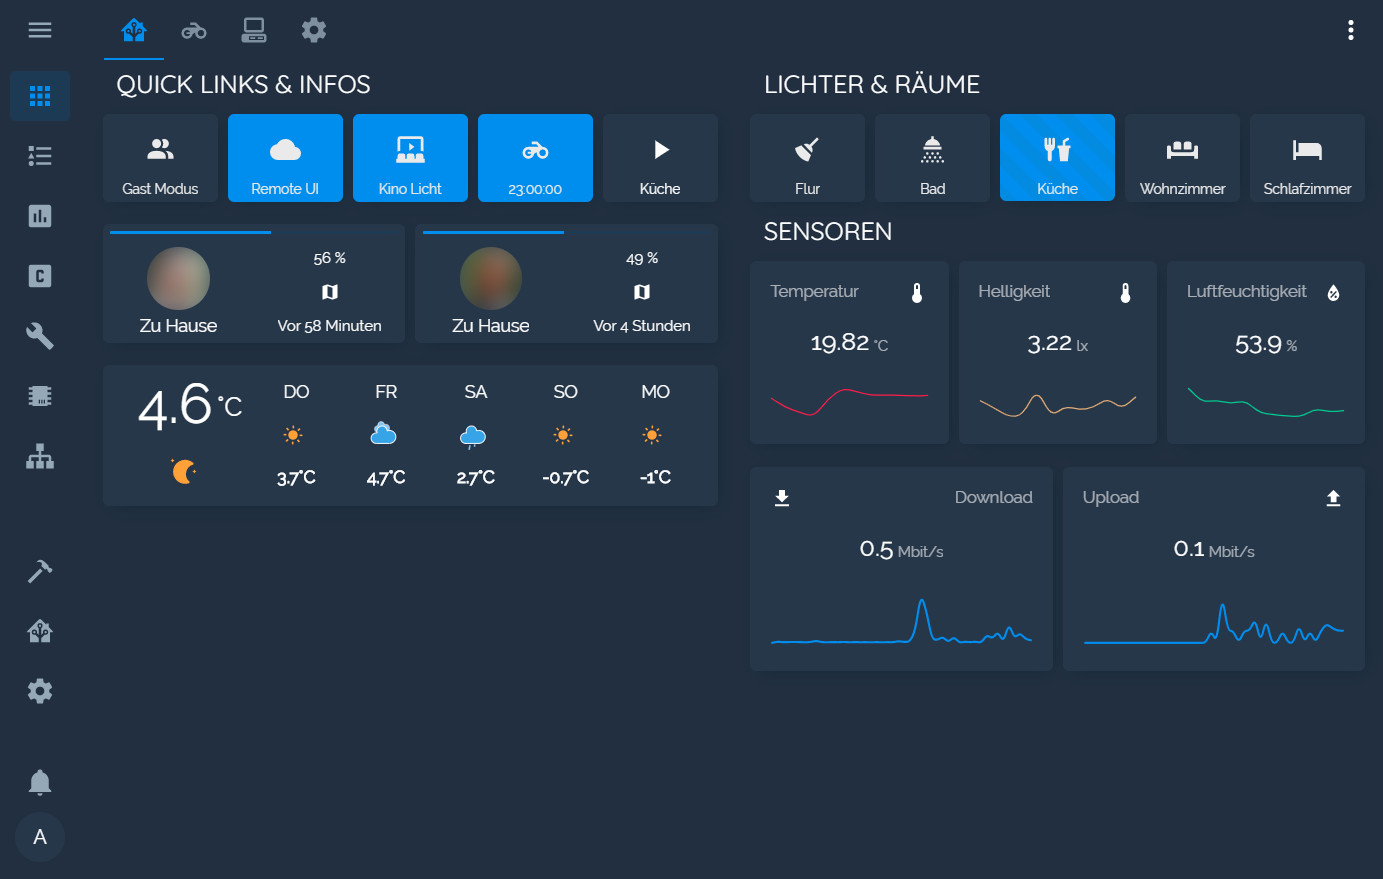 QUICK LINKS & INFOS
Gast Modus
Remote UI
Kino Licht
23:00:00
Küche
56 %
Zu Hause
Vor 58 Minuten
49 %
Zu Hause
Vor 4 Stunden
4.6 °C
DO FR SA SO MO
3.7°C 4.7°C 2.7°C -0.7°C -1°C
LICHTER & RÄUME
Flur
Bad
Küche
Wohnzimmer
Schlafzimmer
SENSOREN
Temperatur
19.82 °C
Helligkeit
3.22 lx
Luftfeuchtigkeit
53.9 %
Download
0.5 Mbit/s
Upload
0.1 Mbit/s
C
A